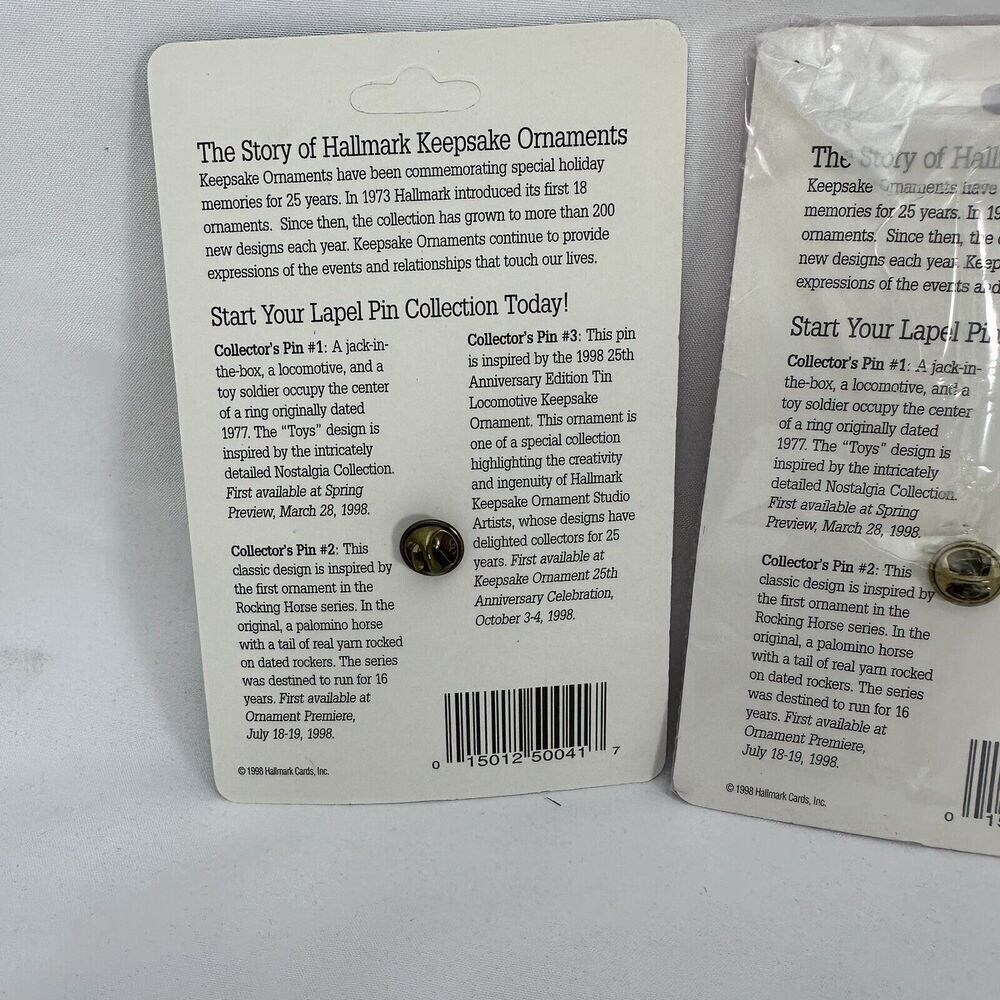 The Story of Hallmark Keepsake Ornaments
Keepsake Ornaments have been commemorating special holiday
memories for 25 years. In 1973 Hallmark introduced its first 18
ornaments. Since then, the collection has grown to more than 200
new designs each year. Keepsake Ornaments continue to provide
expressions of the events and relationships that touch our lives.
Start Your Lapel Pin Collection Today!
Collector's Pin #1: A jack-in-
the-box, a locomotive, and a
toy soldier occupy the center
of a ring originally dated
1977. The "Toys" design is
inspired by the intricately
detailed Nostalgia Collection.
First available at Spring
Preview, March 28, 1998.
Collector's Pin #2: This
classic design is inspired by
the first ornament in the
Rocking Horse series. In the
original, a palomino horse
with a tail of real yarn rocked
on dated rockers. The series
was destined to run for 16
years. First available at
Ornament Premiere,
July 18-19, 1998.
Collector's Pin #3: This pin
is inspired by the 1998 25th
Anniversary Edition Tin
Locomotive Keepsake
Ornament. This ornament is
one of a special collection
highlighting the creativity
and ingenuity of Hallmark
Keepsake Ornament Studio
Artists, whose designs have
delighted collectors for 25
years. First available at
Keepsake Ornament 25th
Anniversary Celebration,
October 3-4, 1998.
© 1998 Hallmark Cards, Inc.
0 15012 50041 7
The Story of Hall
Keepsake Ornaments have
memories for 25 years. In 19
ornaments. Since then, the
new designs each year. Keep
expressions of the events and
Start Your Lapel Pi
Collector's Pin #1: A jack-in-
the-box, a locomotive, and a
toy soldier occupy the center
of a ring originally dated
1977. The "Toys" design is
inspired by the intricately
detailed Nostalgia Collection.
First available at Spring
Preview, March 28, 1998.
Collector's Pin #2: This
classic design is inspired by
the first ornament in the
Rocking Horse series. In the
original, a palomino horse
with a tail of real yarn rocked
on dated rockers. The series
was destined to run for 16
years. First available at
Ornament Premiere,
July 18-19, 1998.
© 1998 Hallmark Cards, Inc.
0 15